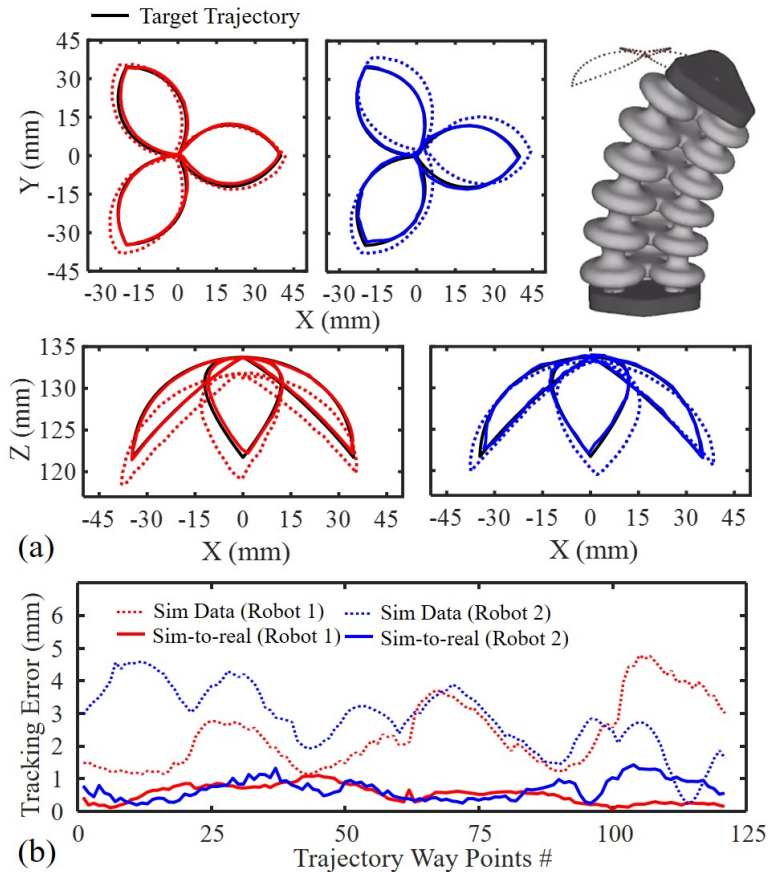 Target Trajectory
45
30
15
0
-15
-30
-45
Y (mm)
-30 -15 0 15 30 45
-30 -15 0 15 30 45
X (mm)
135
130
125
120
Z (mm)
-45 -30 -15 0 15 30 45
-45 -30 -15 0 15 30 45
X (mm)
X (mm)
(a)
7
6
5
4
3
2
1
0
Tracking Error (mm)
Sim Data (Robot 1)
Sim Data (Robot 2)
Sim-to-real (Robot 1)
Sim-to-real (Robot 2)
0 25 50 75 100 125
Trajectory Way Points #
(b)